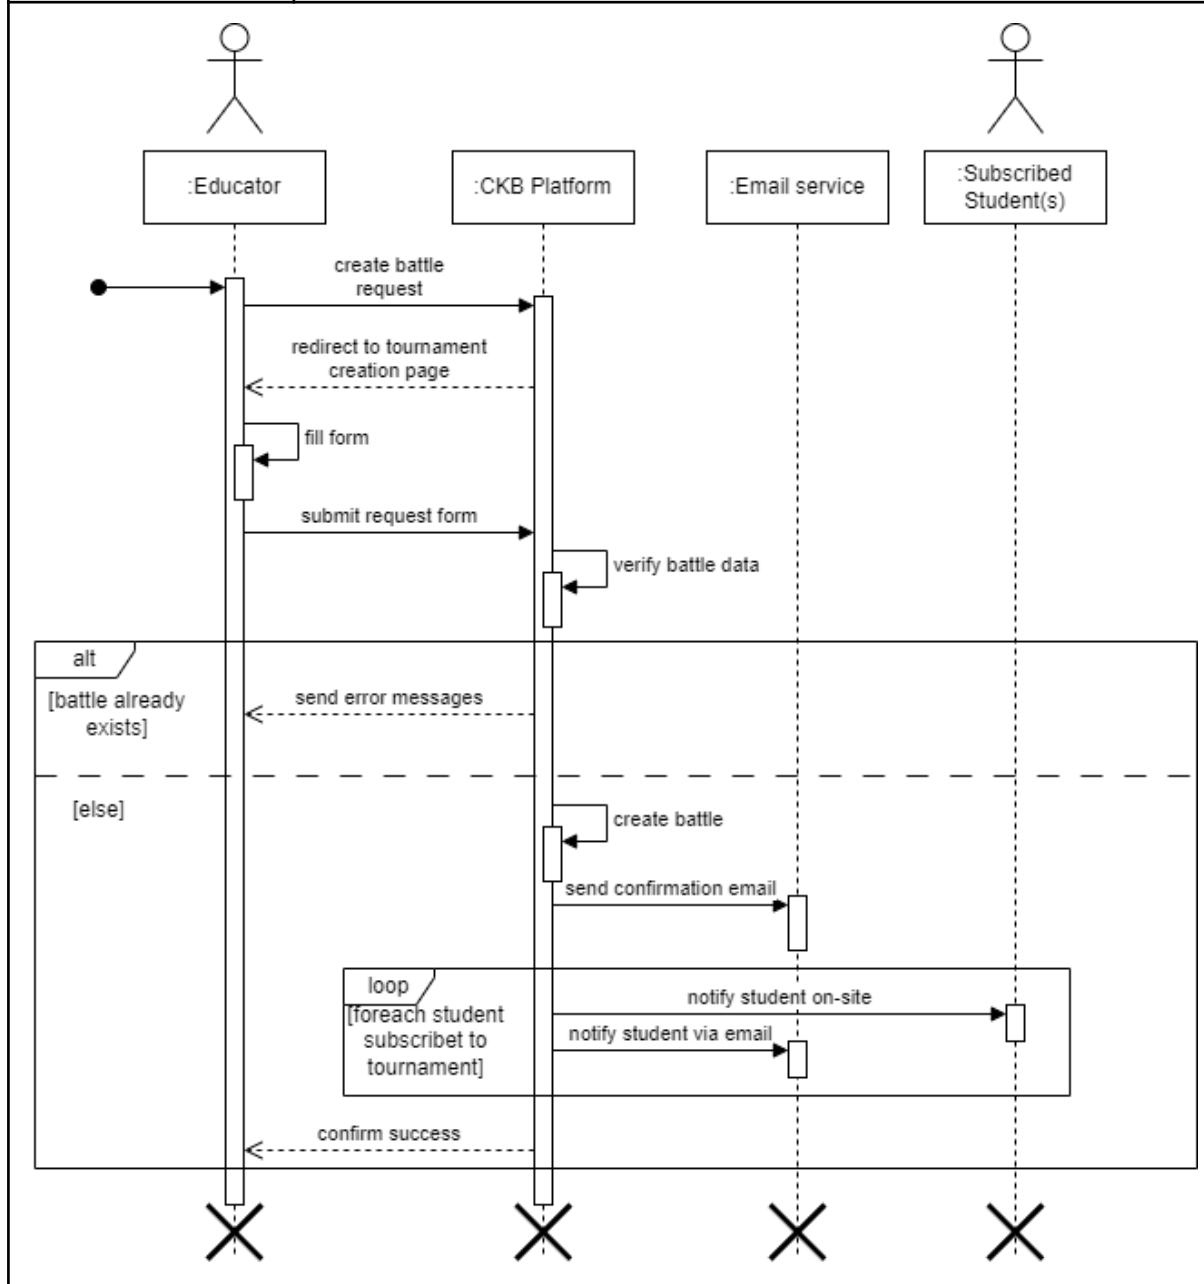 :Educator
:CKB Platform
:Email service
:Subscribed
Student(s)
create battle
request
redirect to tournament
creation page
fill form
submit request form
verify battle data
alt
[battle already
exists]
send error messages
[else]
create battle
send confirmation email
loop
[foreach student
subscribet to
tournament]
notify student on-site
notify student via email
confirm success